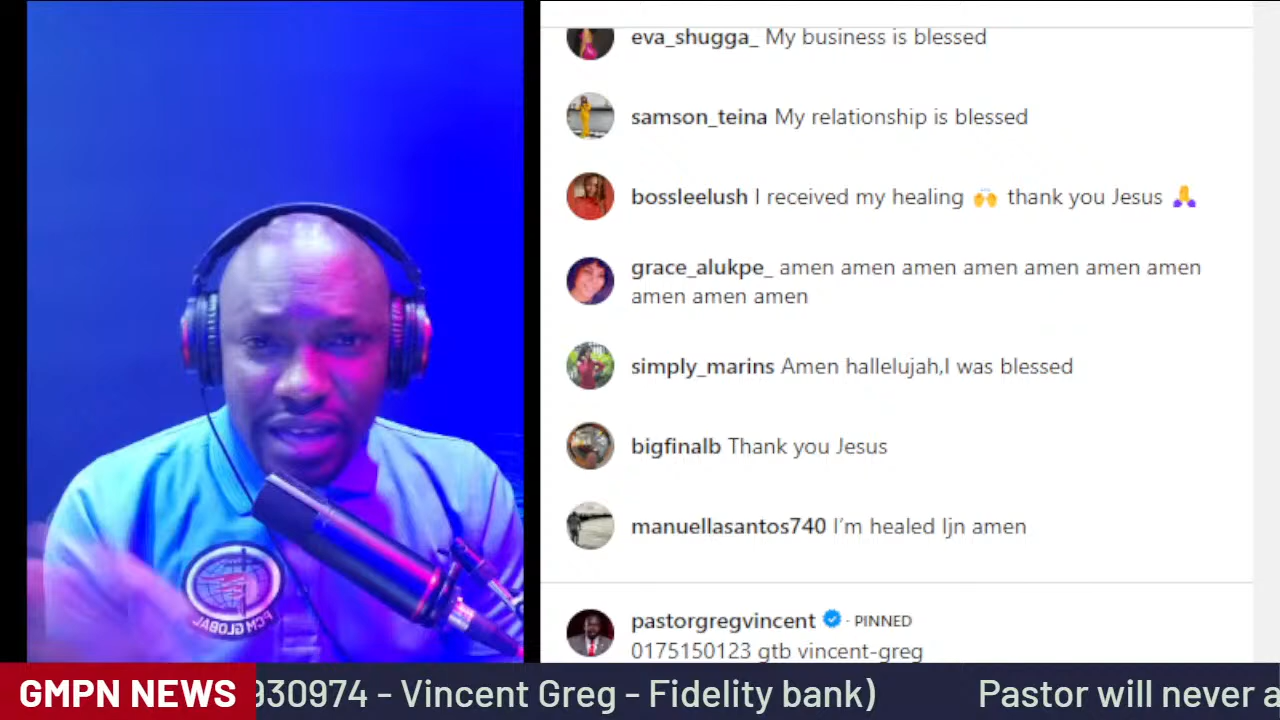 eva_shugga_ My business is blessed
samson_teina My relationship is blessed
bossleelush I received my healing 🙌 thank you Jesus 🙏
grace_alukpe_ amen amen amen amen amen amen amen
amen amen amen
simply_marins Amen hallelujah,I was blessed
bigfinalb Thank you Jesus
manuellasantos740 I'm healed Ijn amen
PCM GLOBAL
pastorgregvincent · PINNED
0175150123 gtb vincent-greg
GMPN NEWS 930974 - Vincent Greg - Fidelity bank) Pastor will never a